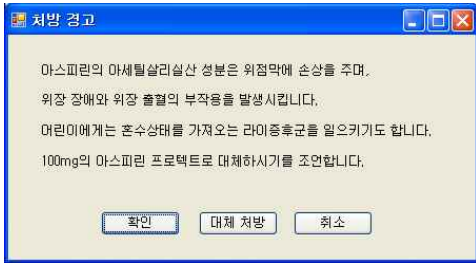 처방 경고
아스피린의 아세틸살리실산 성분은 위점막에 손상을 주며,
위장 장애와 위장 출혈의 부작용을 발생시킵니다.
어린이에게는 혼수상태를 가져오는 라이증후군을 일으키기도 합니다.
100mg의 아스피린 프로텍트로 대체하시기를 조언합니다.
확인 대체 처방 취소